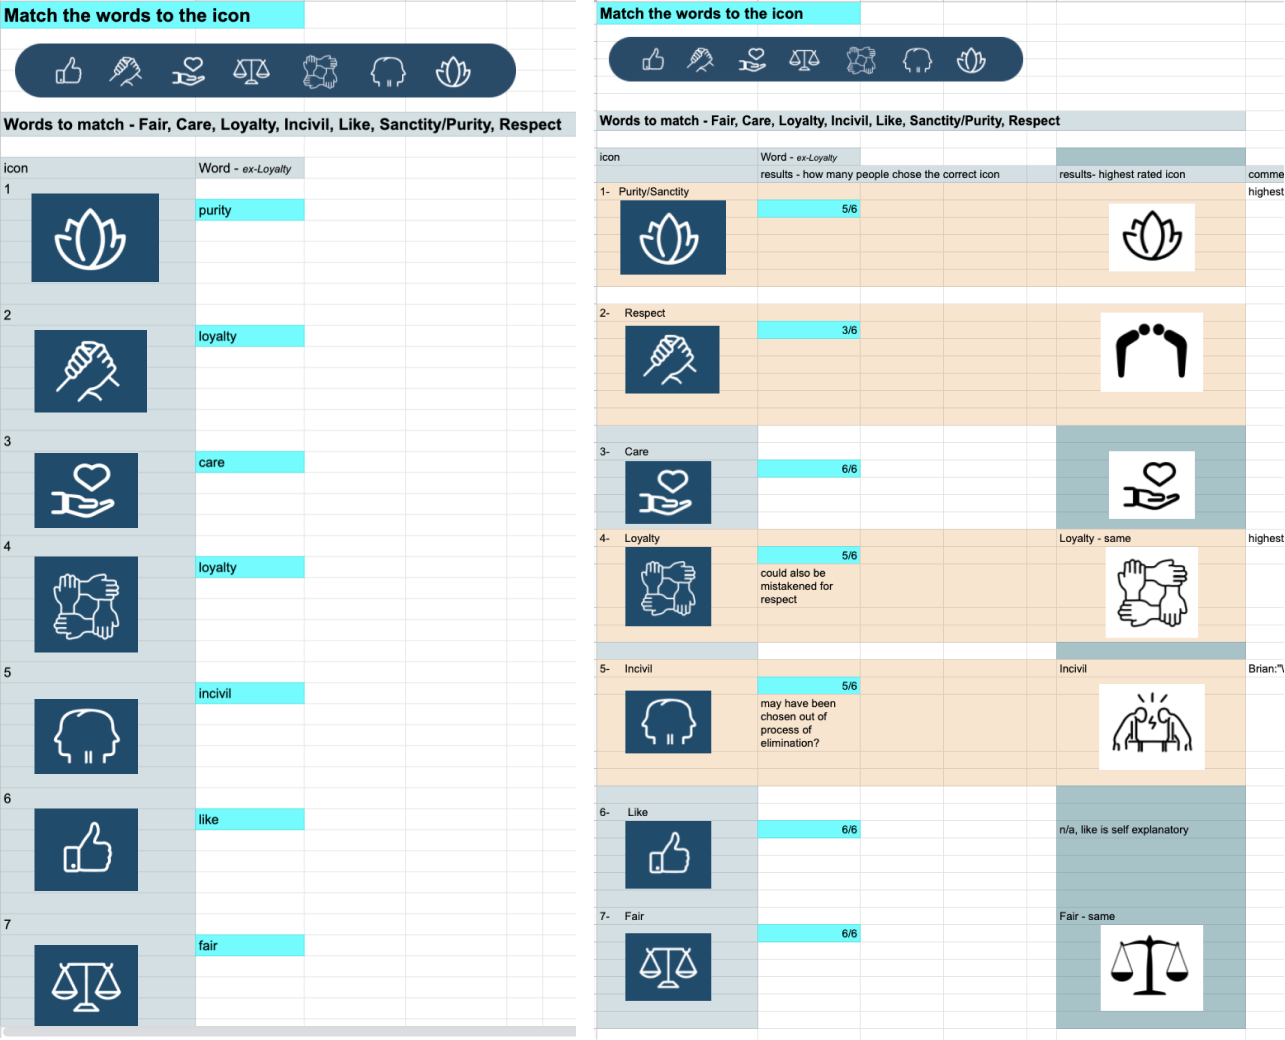 Match the words to the icon
Words to match - Fair, Care, Loyalty, Incivil, Like, Sanctity/Purity, Respect
icon
Word - ex-Loyalty
1
purity
2
loyalty
3
care
4
loyalty
5
incivil
6
like
7
fair
Match the words to the icon
Words to match - Fair, Care, Loyalty, Incivil, Like, Sanctity/Purity, Respect
icon
Word - ex-Loyalty
results - how many people chose the correct icon
results- highest rated icon
comme
1- Purity/Sanctity
highest
5/6
2- Respect
3/6
3- Care
6/6
4- Loyalty
Loyalty - same
highest
5/6
could also be
mistakened for
respect
5- Incivil
Incivil
Brian:"
5/6
may have been
chosen out of
process of
elimination?
6- Like
6/6
n/a, like is self explanatory
7- Fair
Fair - same
6/6